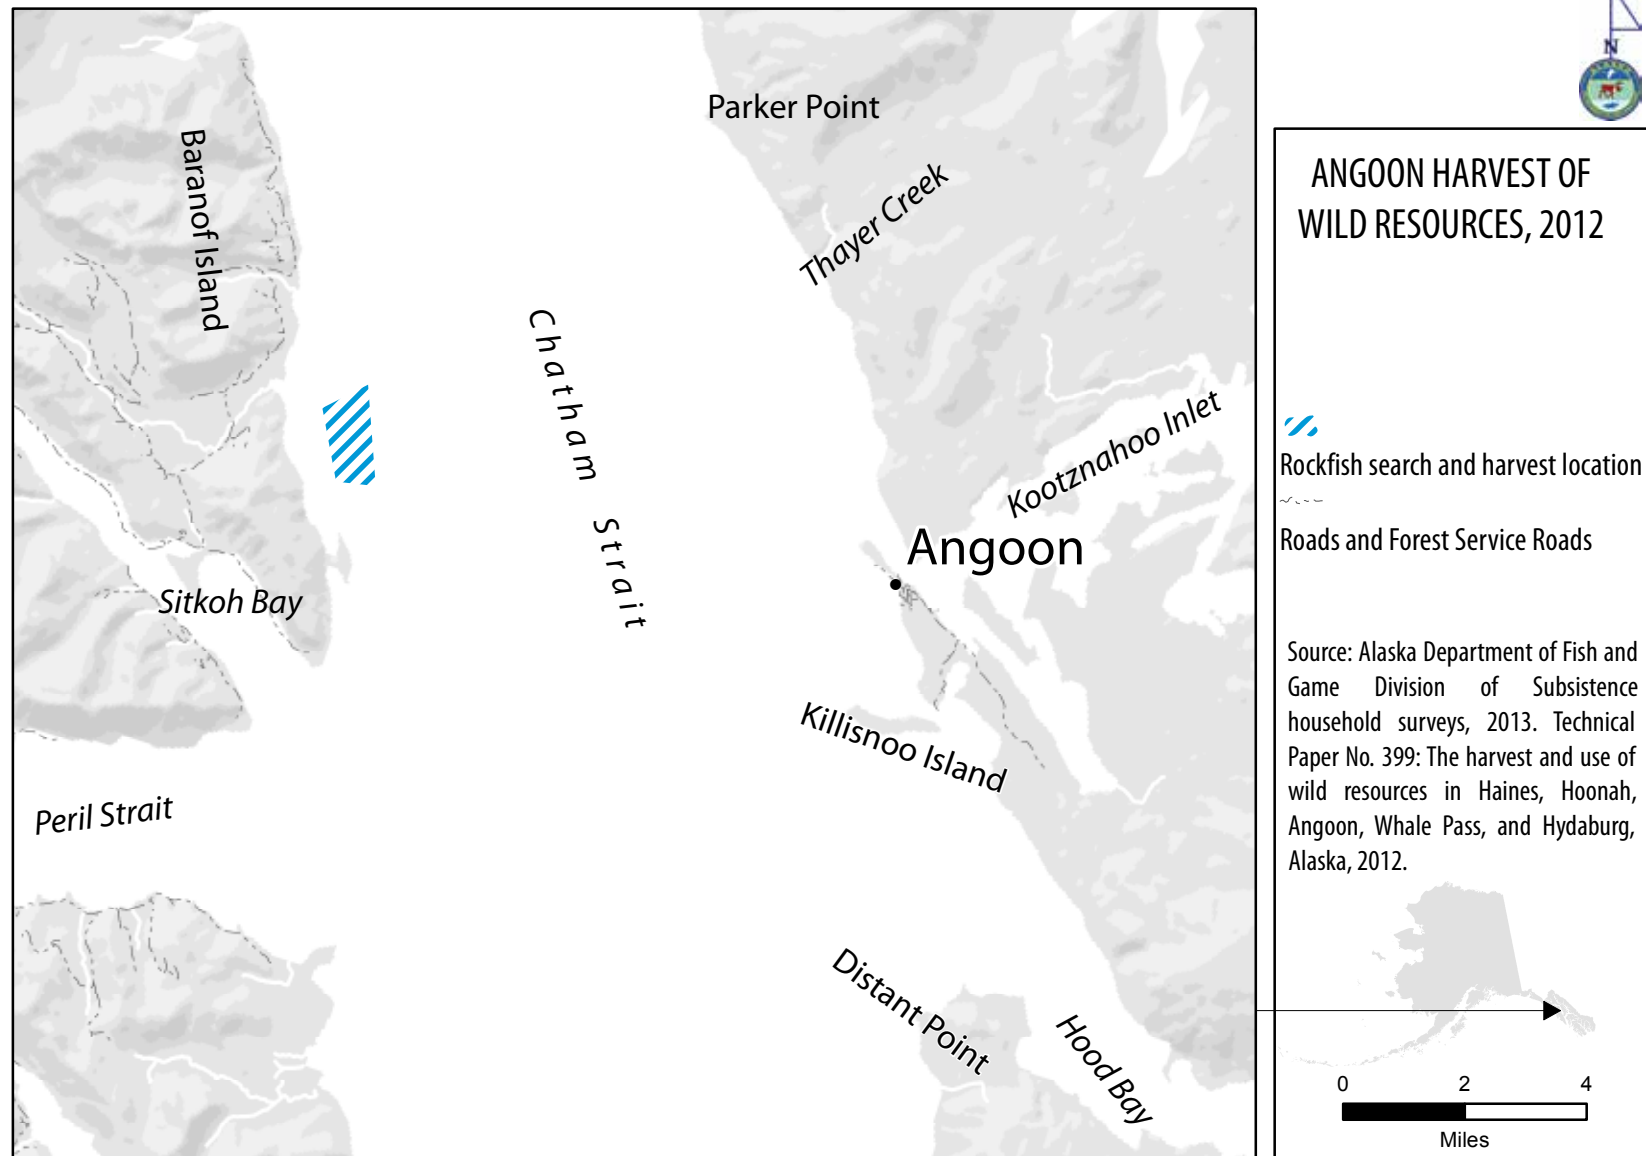 N
Parker Point
Baranof Island
Thayer Creek
Chatham Strait
Kootznahoo Inlet
Angoon
Sitkoh Bay
Killisnoo Island
Peril Strait
Distant Point
Hood Bay
ANGOON HARVEST OF
WILD RESOURCES, 2012
Rockfish search and harvest location
Roads and Forest Service Roads
Source: Alaska Department of Fish and
Game Division of Subsistence
household surveys, 2013. Technical
Paper No. 399: The harvest and use of
wild resources in Haines, Hoonah,
Angoon, Whale Pass, and Hydaburg,
Alaska, 2012.
0 2 4
Miles